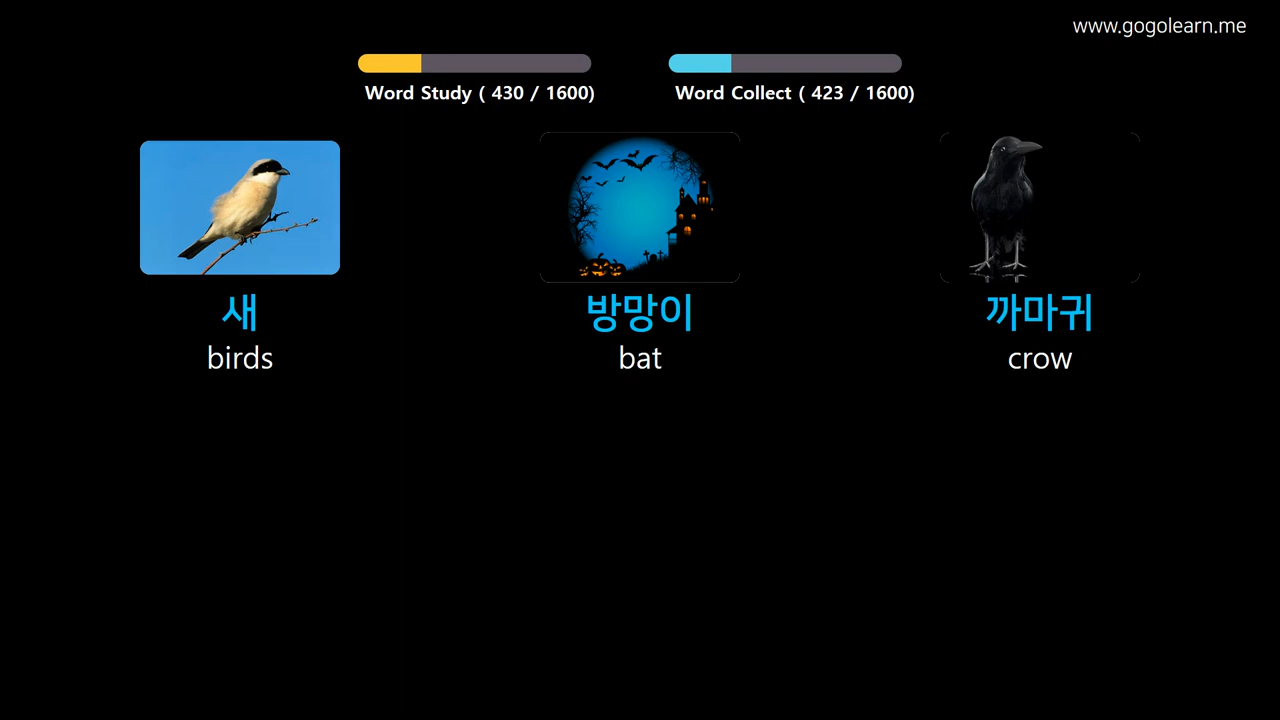 www.gogolearn.me
Word Study ( 430 / 1600)
Word Collect ( 423 / 1600)
새
방망이
까마귀
birds
bat
crow